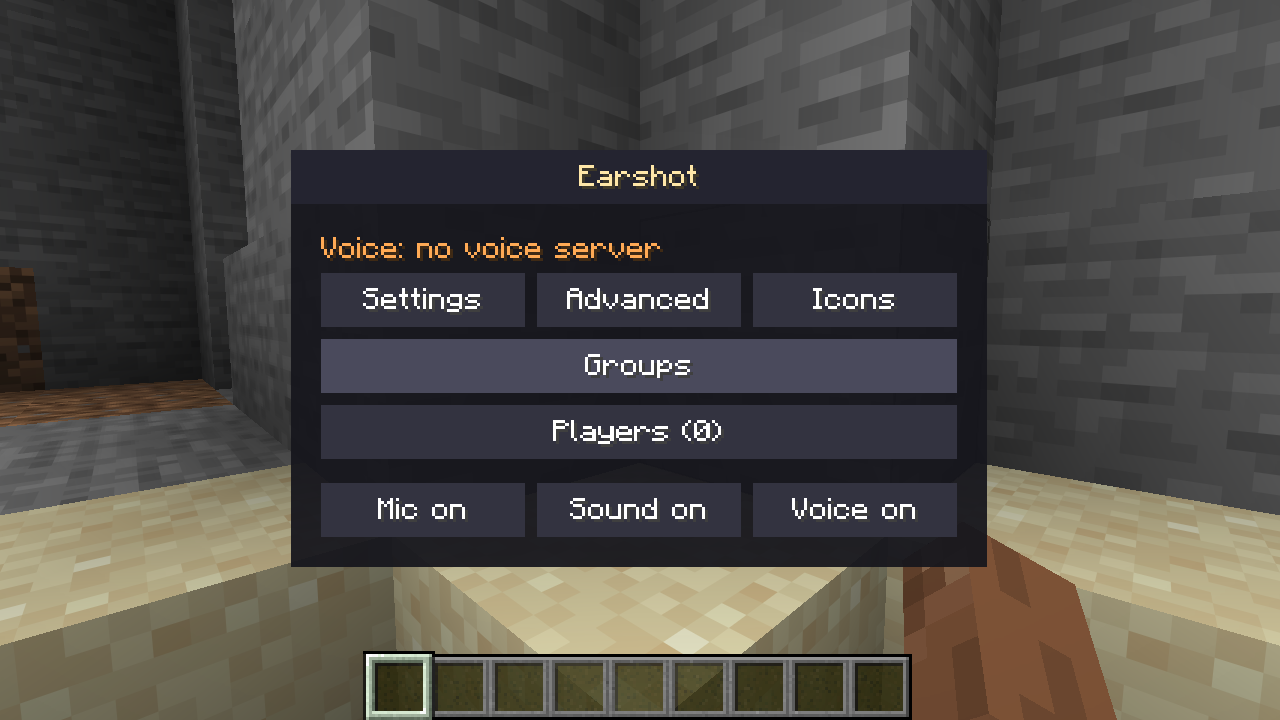 Earshot
Voice: no voice server
Settings Advanced Icons
Groups
Players (0)
Mic on Sound on Voice on